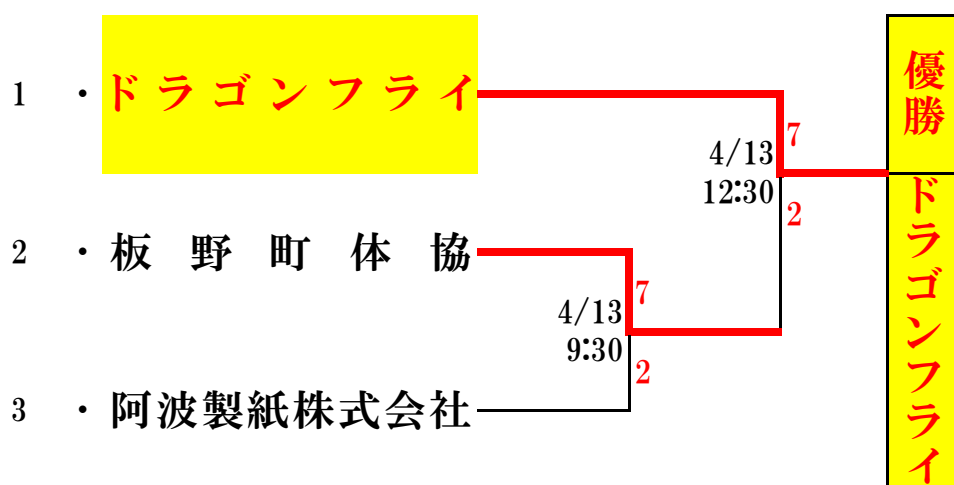 1 ・ドラゴンフライ
2 ・板野町体協
3 ・阿波製紙株式会社
4/13
9:30
7
2
4/13
12:30
7
2
優勝
ドラゴンフライ